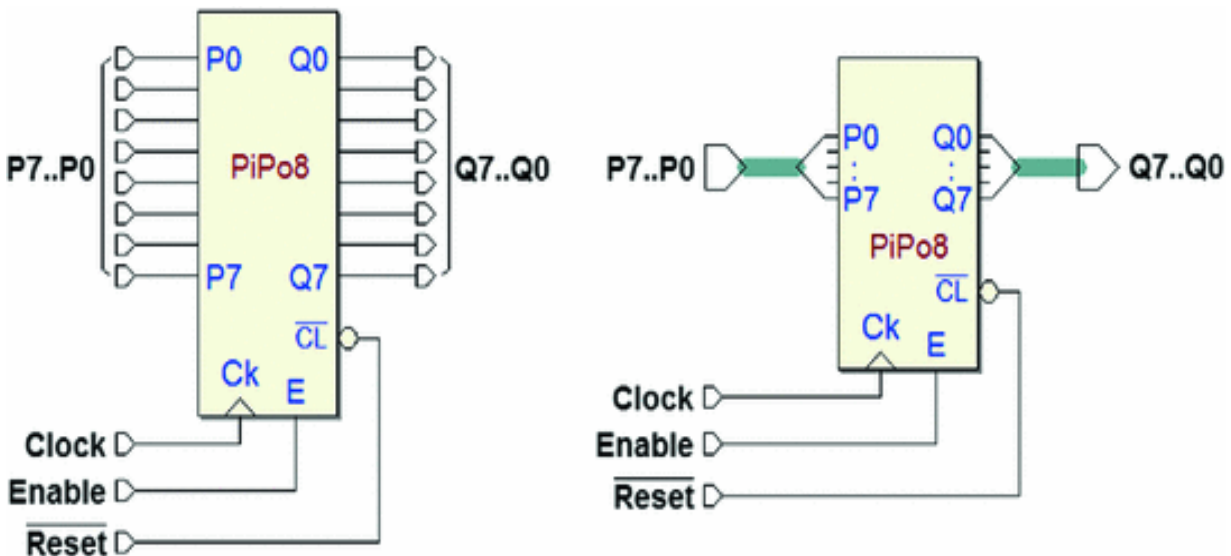 P0 Q0
P7..P0 PiPo8 Q7..Q0
P7 Q7
CL
Ck E
Clock
Enable
Reset
P0 Q0
P7..P0 : : Q7..Q0
P7 Q7
PiPo8
CL
Ck E
Clock
Enable
Reset